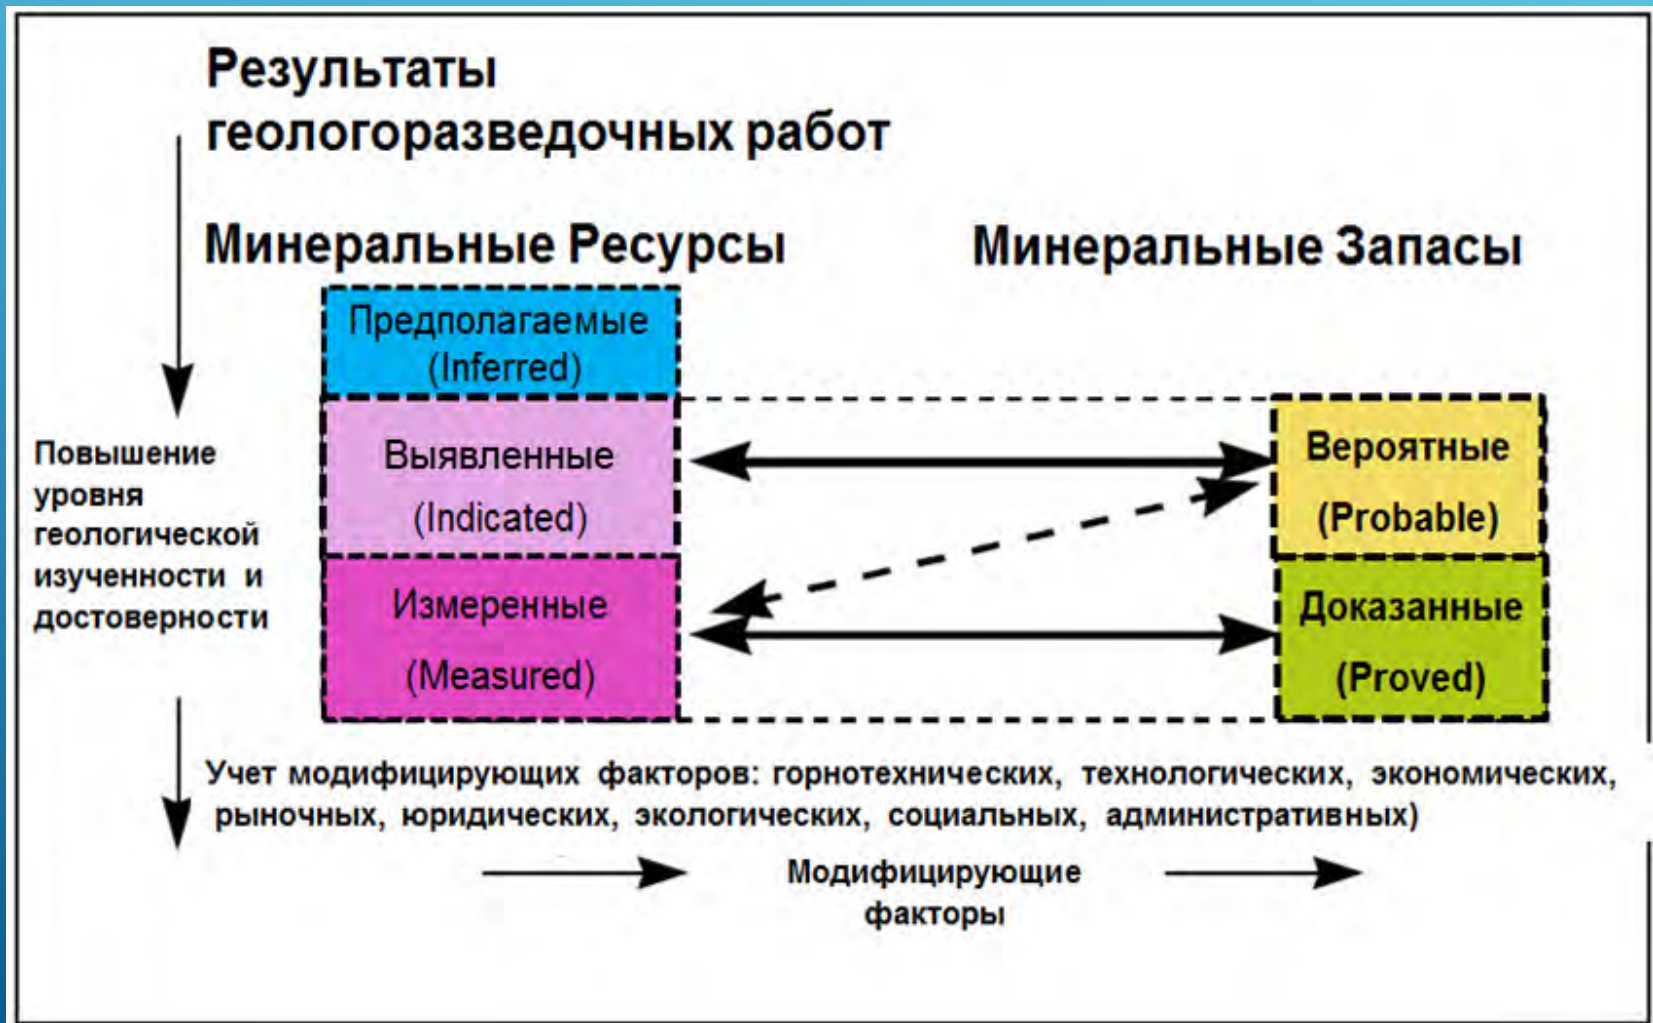 Результаты
геологоразведочных работ
Минеральные Ресурсы
Минеральные Запасы
Предполагаемые
(Inferred)
Выявленные
(Indicated)
Измеренные
(Measured)
Вероятные
(Probable)
Доказанные
(Proved)
Повышение
уровня
геологической
изученности и
достоверности
Учет модифицирующих факторов: горнотехнических, технологических, экономических,
рыночных, юридических, экологических, социальных, административных)
Модифицирующие
факторы